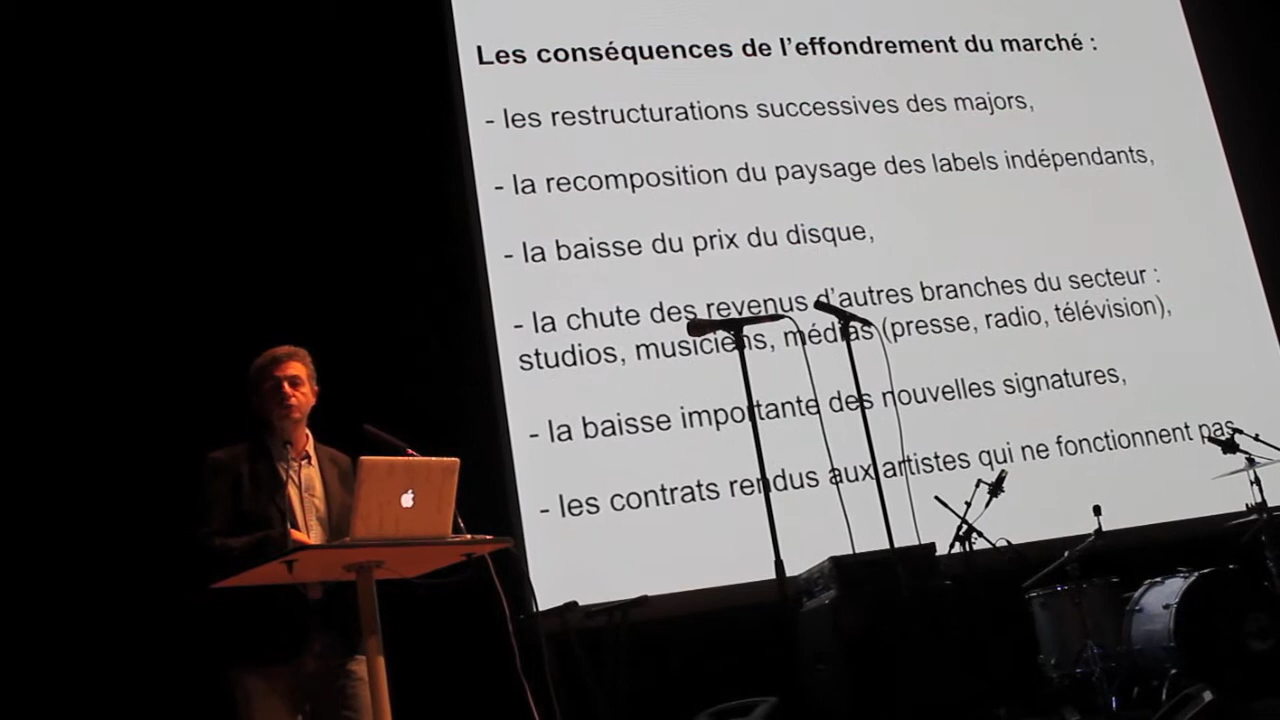 Les conséquences de l'effondrement du marché :
- les restructurations successives des majors,
- la recomposition du paysage des labels indépendants,
- la baisse du prix du disque,
- la chute des revenus d'autres branches du secteur :
studios, musiciens, médias (presse, radio, télévision),
- la baisse importante des nouvelles signatures,
- les contrats rendus aux artistes qui ne fonctionnent pas